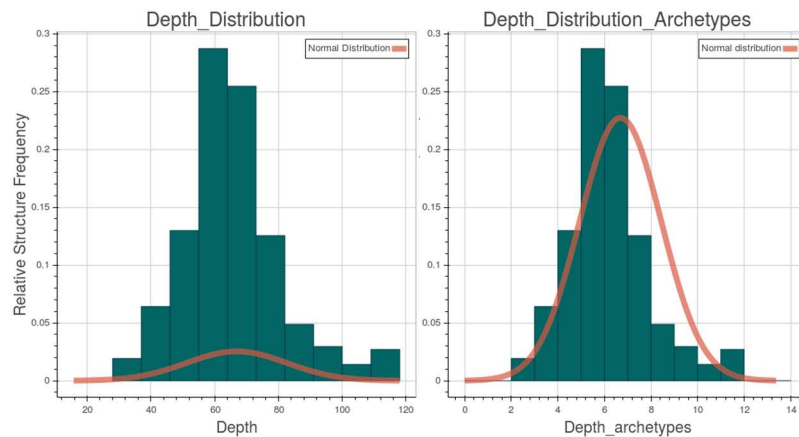 Depth_Distribution
Normal Distribution
Relative Structure Frequency
0.3
0.25
0.2
0.15
0.1
0.05
0
20 40 60 80 100 120
Depth
Depth_Distribution_Archetypes
Normal distribution
0.3
0.25
0.2
0.15
0.1
0.05
0
0 2 4 6 8 10 12 14
Depth_archetypes